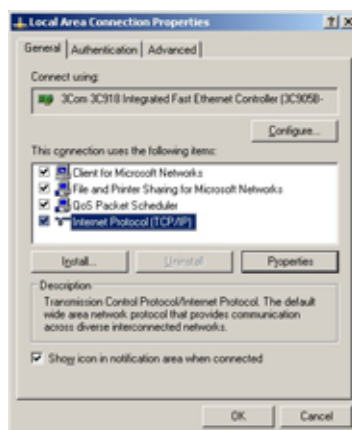 Local Area Connection Properties
General Authentication Advanced
Connect using:
3Com 3C918 Integrated Fast Ethernet Controller (3C905B-
Configure...
This connection uses the following items:
Client for Microsoft Networks
File and Printer Sharing for Microsoft Networks
QoS Packet Scheduler
Internet Protocol (TCP/IP)
Install... Uninstall Properties
Description
Transmission Control Protocol/Internet Protocol. The default
wide area network protocol that provides communication
across diverse interconnected networks.
Show icon in notification area when connected
OK Cancel